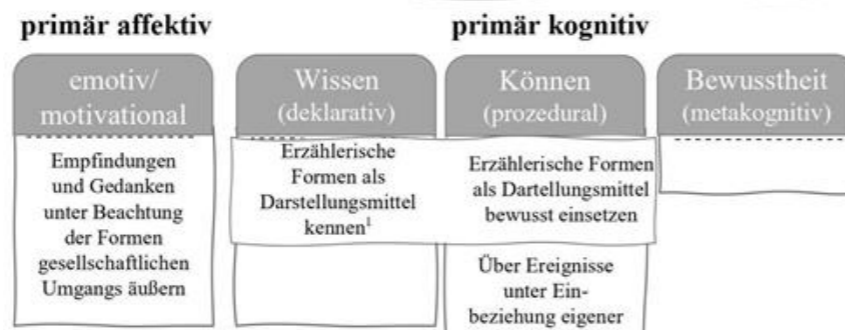 primär affektiv
primär kognitiv
emotiv/
motivational
Wissen
(deklarativ)
Können
(prozedural)
Bewusstheit
(metakognitiv)
Empfindungen
und Gedanken
unter Beachtung
der Formen
gesellschaftlichen
Umgangs äußern
Erzählerische
Formen als
Darstellungsmittel
kennen¹
Erzählerische Formen
als Dartellungsmittel
bewusst einsetzen
Über Ereignisse
unter Ein-
beziehung eigener